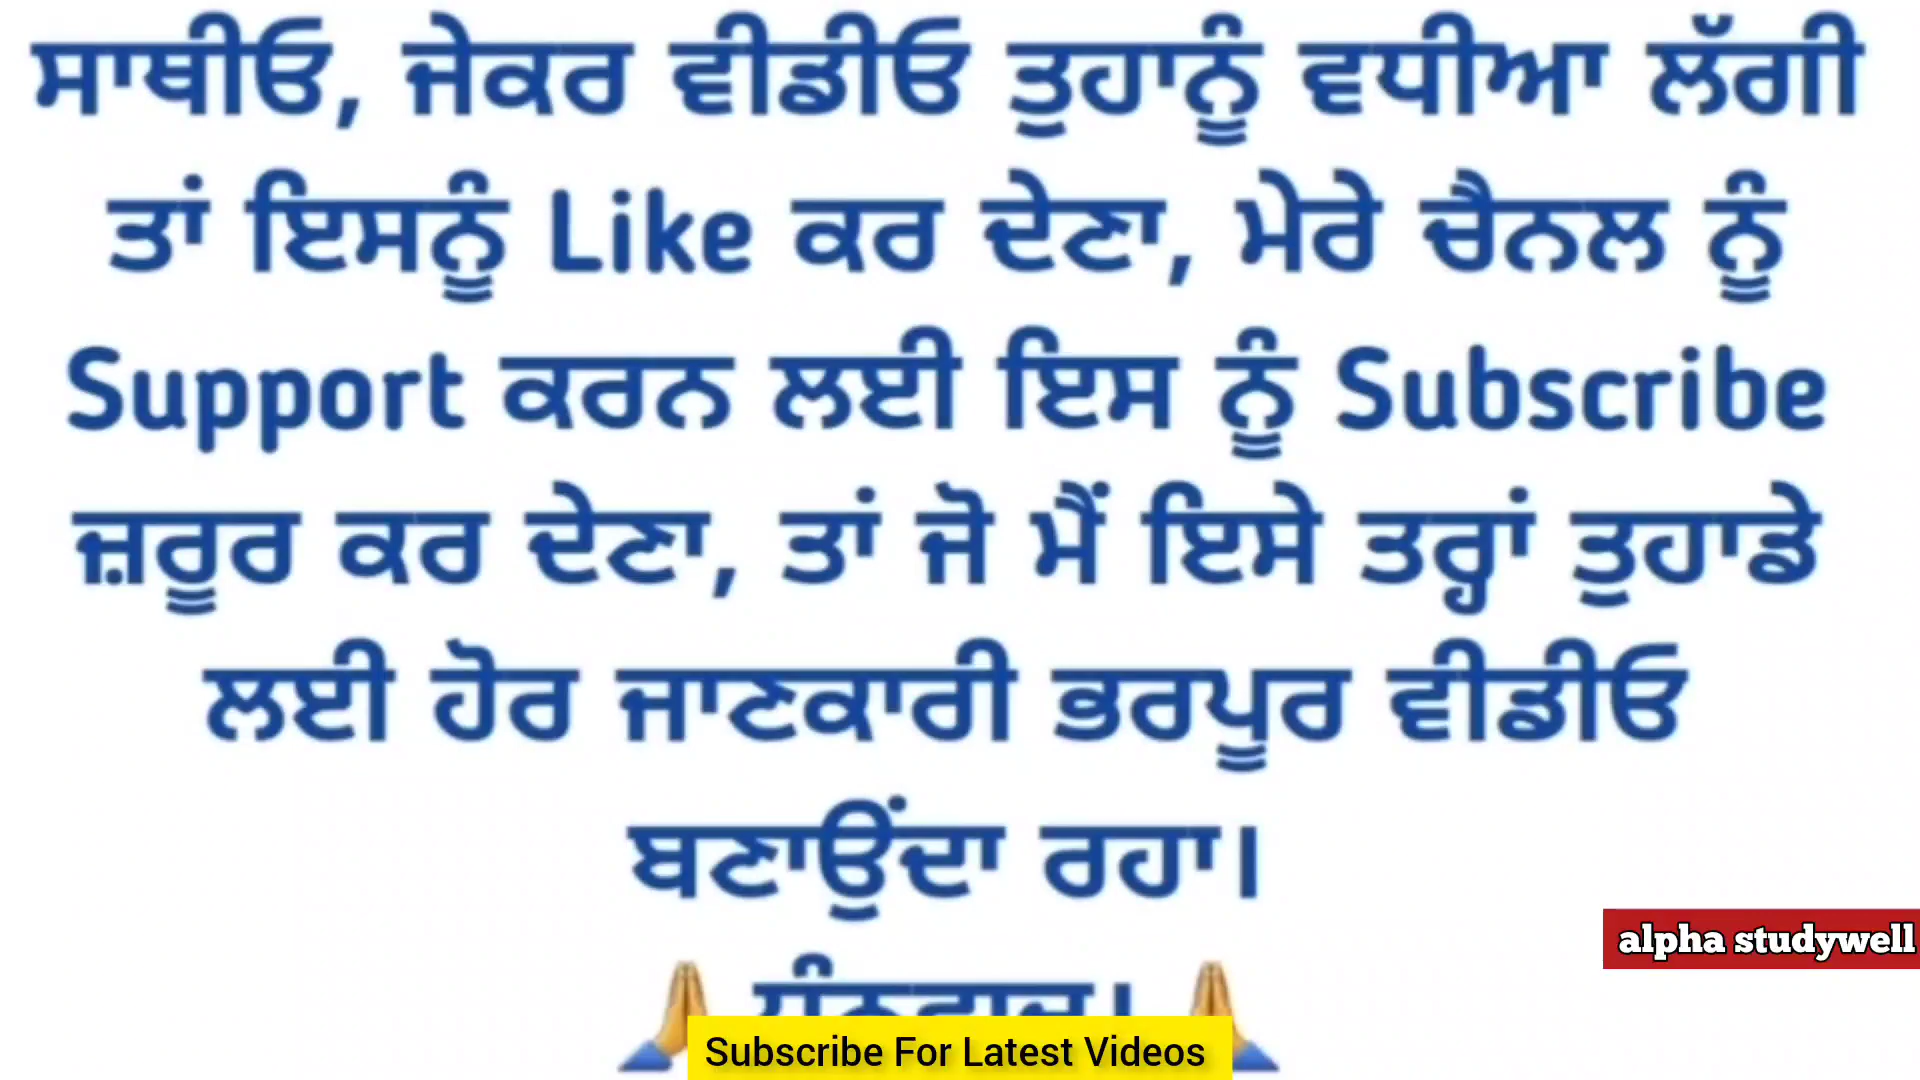 ਸਾਥੀਓ, ਜੇਕਰ ਵੀਡੀਓ ਤੁਹਾਨੂੰ ਵਧੀਆ ਲੱਗੀ
ਤਾਂ ਇਸਨੂੰ Like ਕਰ ਦੇਣਾ, ਮੇਰੇ ਚੈਨਲ ਨੂੰ
Support ਕਰਨ ਲਈ ਇਸ ਨੂੰ Subscribe
ਜ਼ਰੂਰ ਕਰ ਦੇਣਾ, ਤਾਂ ਜੋ ਮੈਂ ਇਸੇ ਤਰ੍ਹਾਂ ਤੁਹਾਡੇ
ਲਈ ਹੋਰ ਜਾਣਕਾਰੀ ਭਰਪੂਰ ਵੀਡੀਓ
ਬਣਾਉਂਦਾ ਰਹਾ।
alpha studywell
Subscribe For Latest Videos